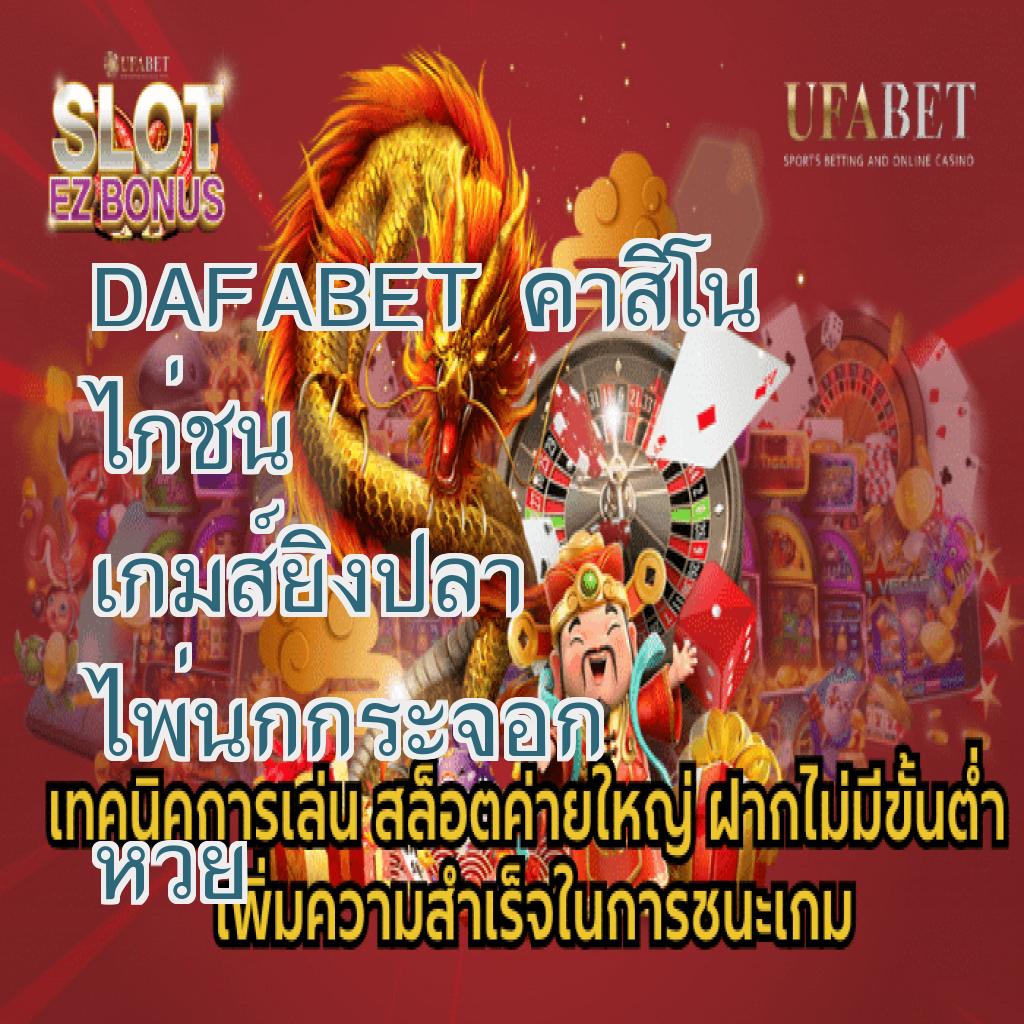 UFABET
SLOT
EZ BONUS
UFABET
SPORTS BETTING AND ONLINE CASINO
DAFABET คาสิโน
ไก่ชน
เกมส์ยิงปลา
ไพ่นกกระจอก
เทคนิคการเล่น สล็อตค่ายใหญ่ ฝากไม่มีขั้นต่ำ
หวย
เพิ่มความสำเร็จในการชนะเกม